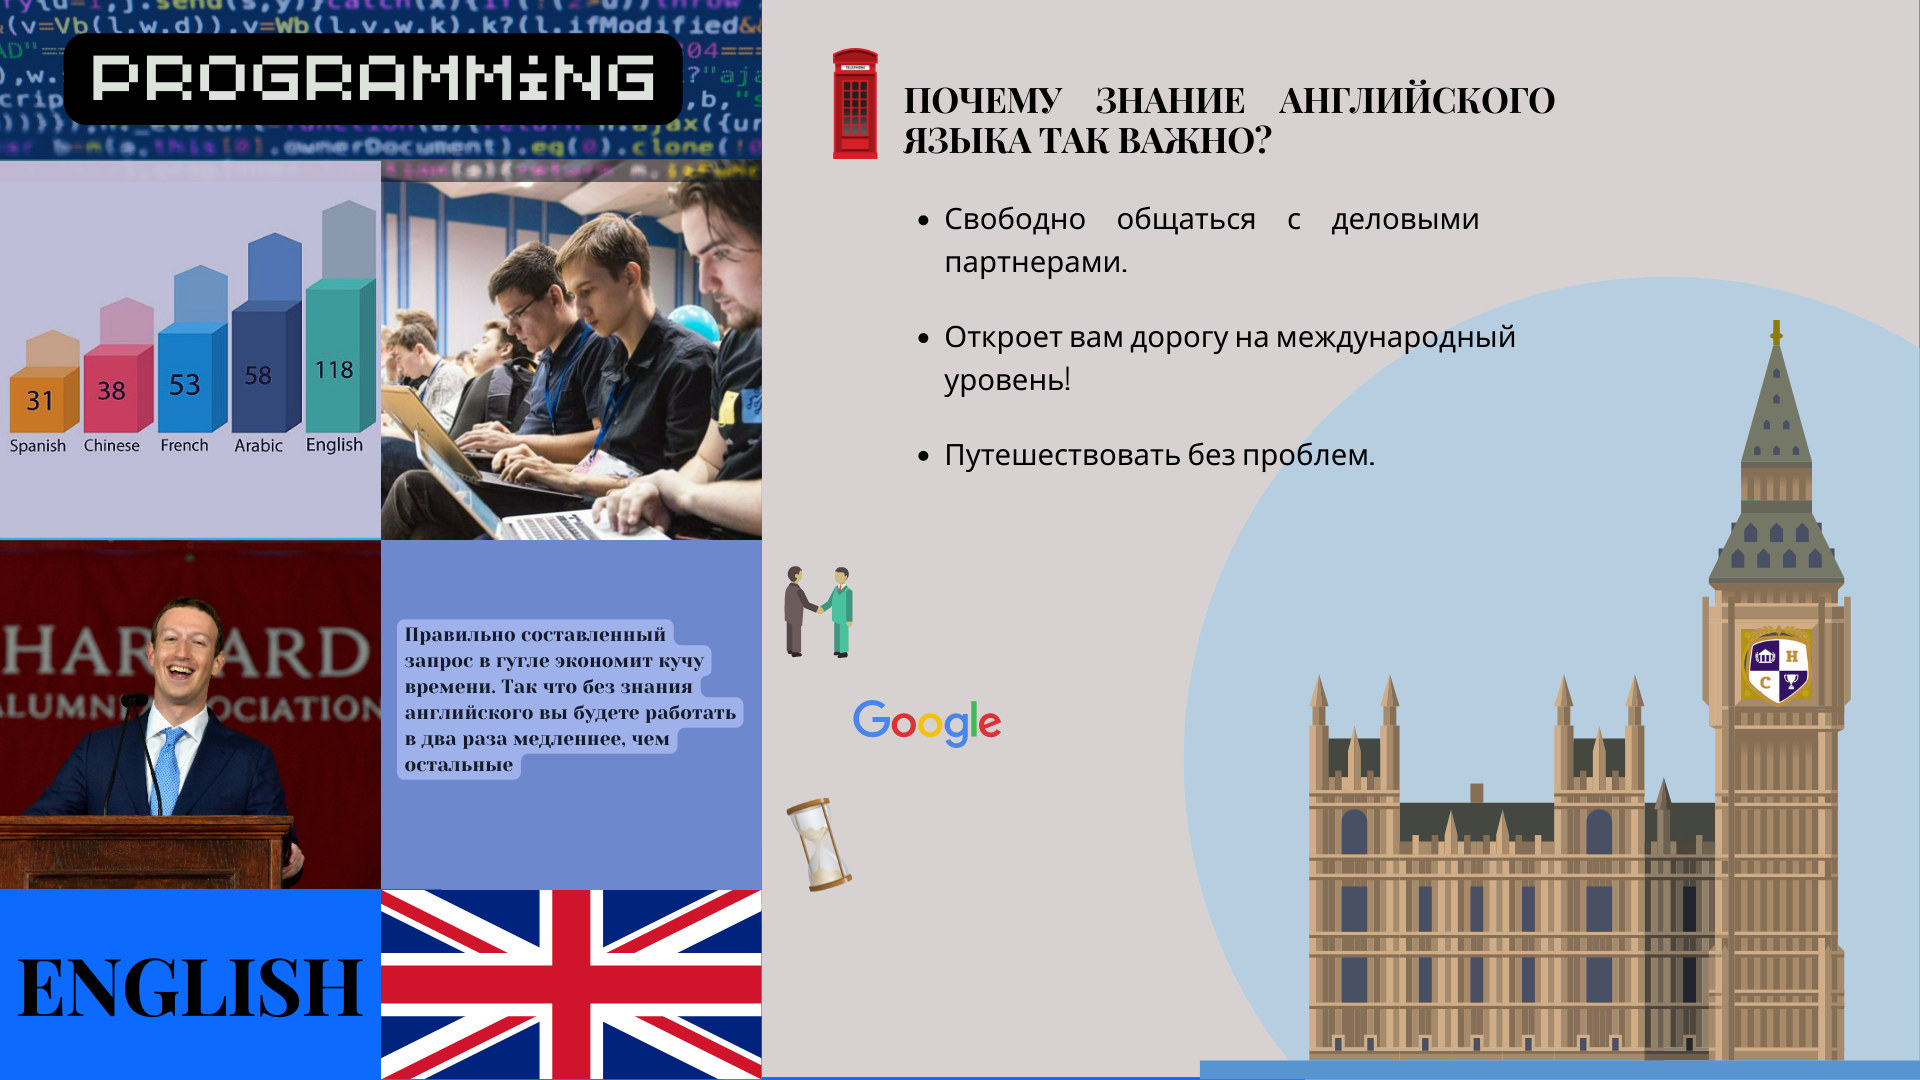 PROGRAMMING
31
38
53
58
118
Spanish
Chinese
French
Arabic
English
HARVARD
Правильно составленный
запрос в гугле экономит кучу
времени. Так что без знания
английского вы будете работать
в два раза медленнее, чем
остальные
ENGLISH
TELEPHONE
ПОЧЕМУ ЗНАНИЕ АНГЛИЙСКОГО
ЯЗЫКА ТАК ВАЖНО?
• Свободно общаться с деловыми
партнерами.
• Откроет вам дорогу на международный
уровень!
• Путешествовать без проблем.
Google
H
C